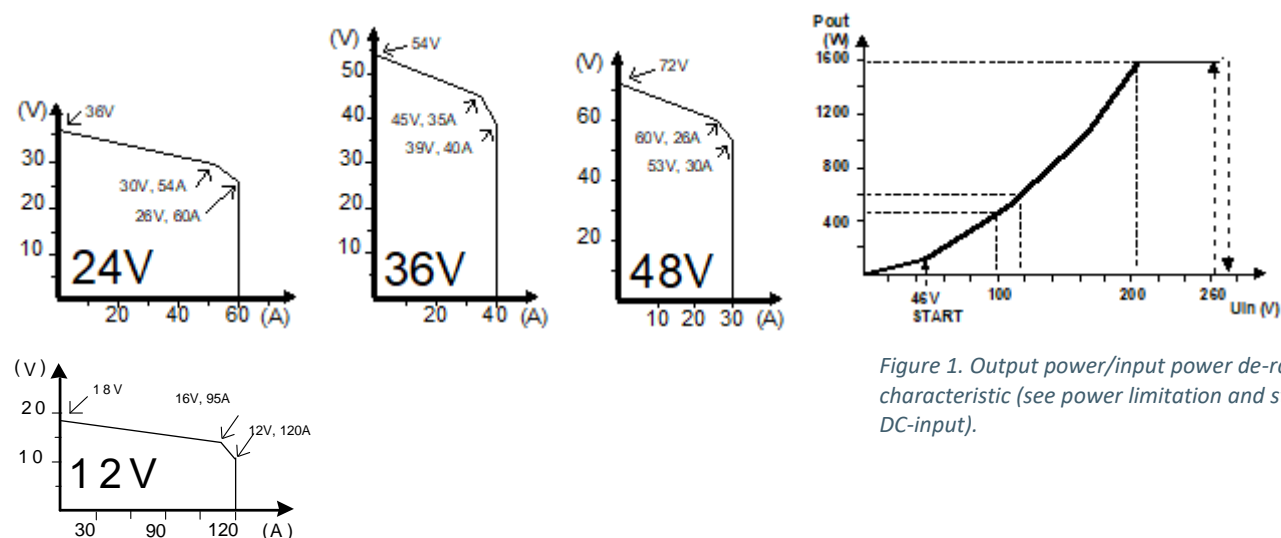 (V)
36V
30
20
10
30V, 54A
26V, 60A
24V
20 40 60 (A)
(V)
54V
50
40
30
20
10
45V, 35A
39V, 40A
36V
20 40 (A)
(V)
72V
60
40
20
60V, 26A
53V, 30A
48V
10 20 30 (A)
Pout
(W)
1600
1200
800
400
46V
START
100 200 260 Uin (V)
(V)
18V
20
10
16V, 95A
12V, 120A
12V
30 90 120 (A)
Figure 1. Output power/input power de-ra
characteristic (see power limitation and s
DC-input).